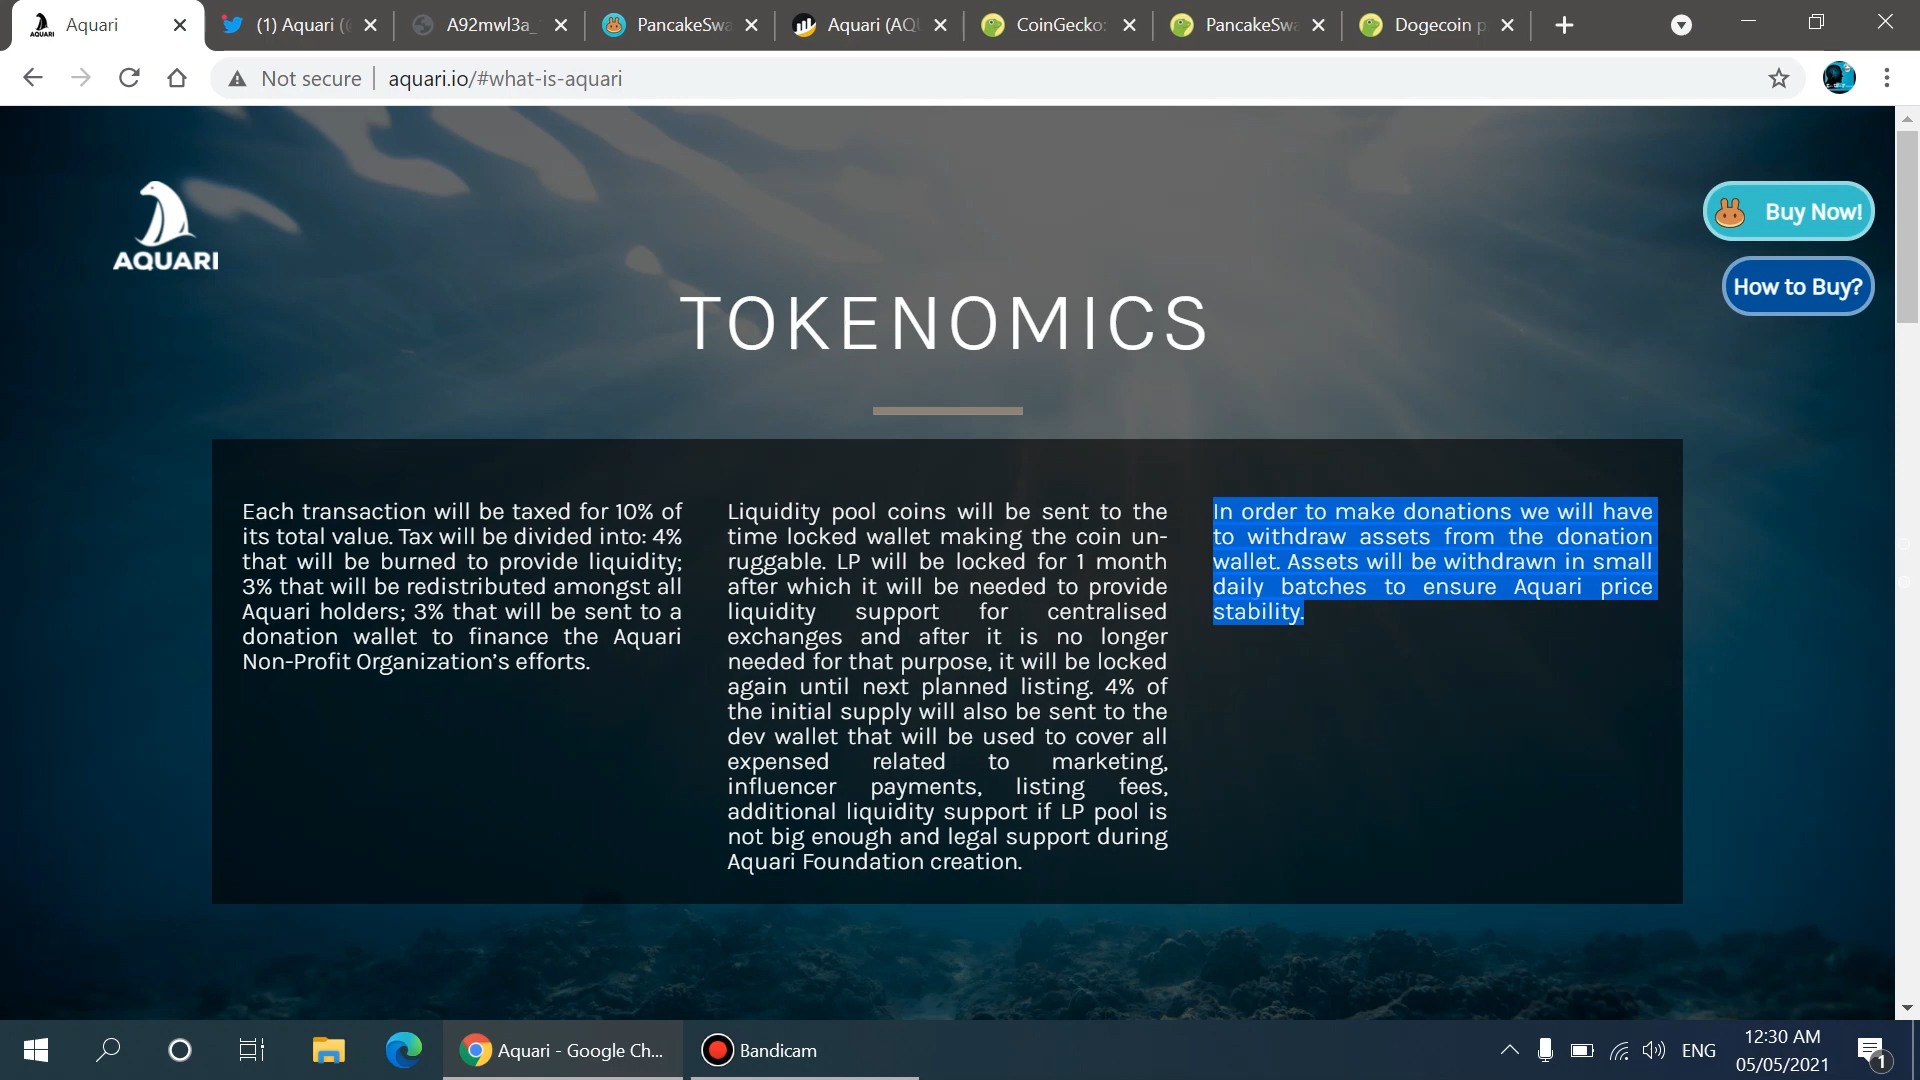 Aquari
(1) Aquari (
A92mwl3a_
PancakeSwa
Aquari (AQU
CoinGecko:
PancakeSwa
Dogecoin p
Not secure
aquari.io/#what-is-aquari
AQUARI
Buy Now!
How to Buy?
TOKENOMICS
Each transaction will be taxed for 10% of
its total value. Tax will be divided into: 4%
that will be burned to provide liquidity;
3% that will be redistributed amongst all
Aquari holders; 3% that will be sent to a
donation wallet to finance the Aquari
Non-Profit Organization’s efforts.
Liquidity pool coins will be sent to the
time locked wallet making the coin un-
ruggable. LP will be locked for 1 month
after which it will be needed to provide
liquidity support for centralised
exchanges and after it is no longer
needed for that purpose, it will be locked
again until next planned listing. 4% of
the initial supply will also be sent to the
dev wallet that will be used to cover all
expensed related to marketing,
influencer payments, listing fees,
additional liquidity support if LP pool is
not big enough and legal support during
Aquari Foundation creation.
In order to make donations we will have
to withdraw assets from the donation
wallet. Assets will be withdrawn in small
daily batches to ensure Aquari price
stability.
Aquari - Google Ch...
Bandicam
ENG
12:30 AM
05/05/2021
1